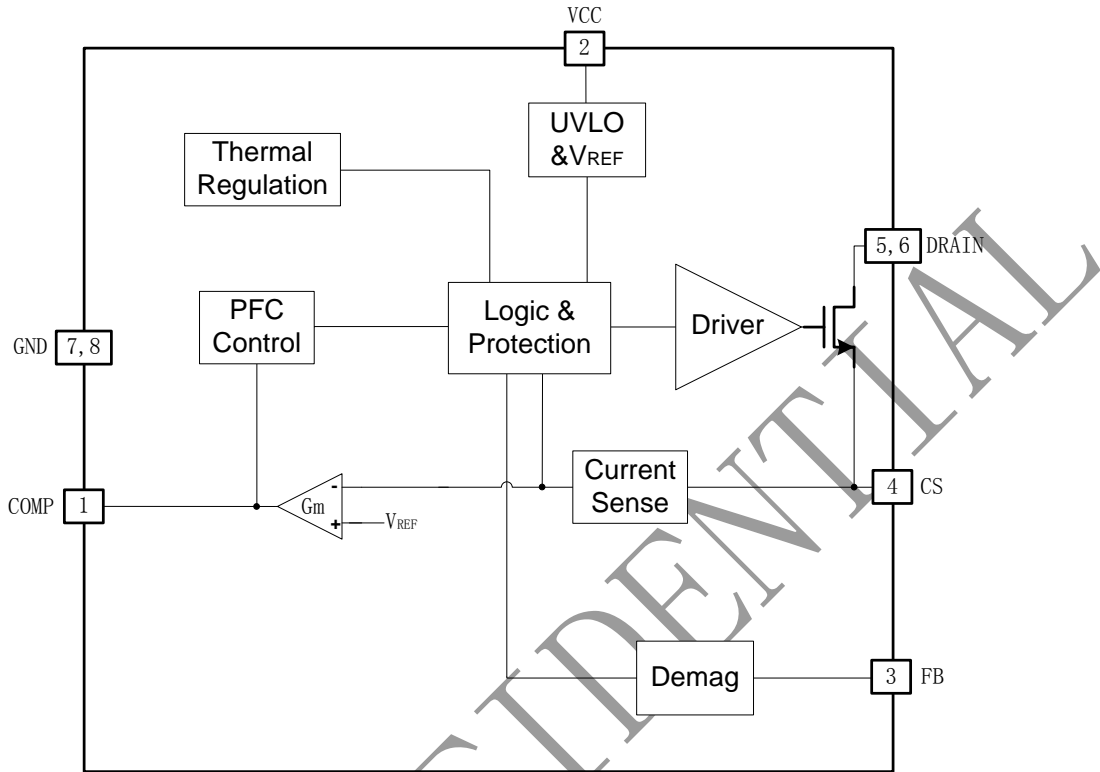 VCC
2
UVLO
&VREF
Thermal
Regulation
5,6 DRAIN
PFC
Control
Logic &
Protection
Driver
GND 7,8
Current
Sense
4 CS
COMP 1
-
Gm
+
VREF
Demag
3 FB
FIDENTIAL